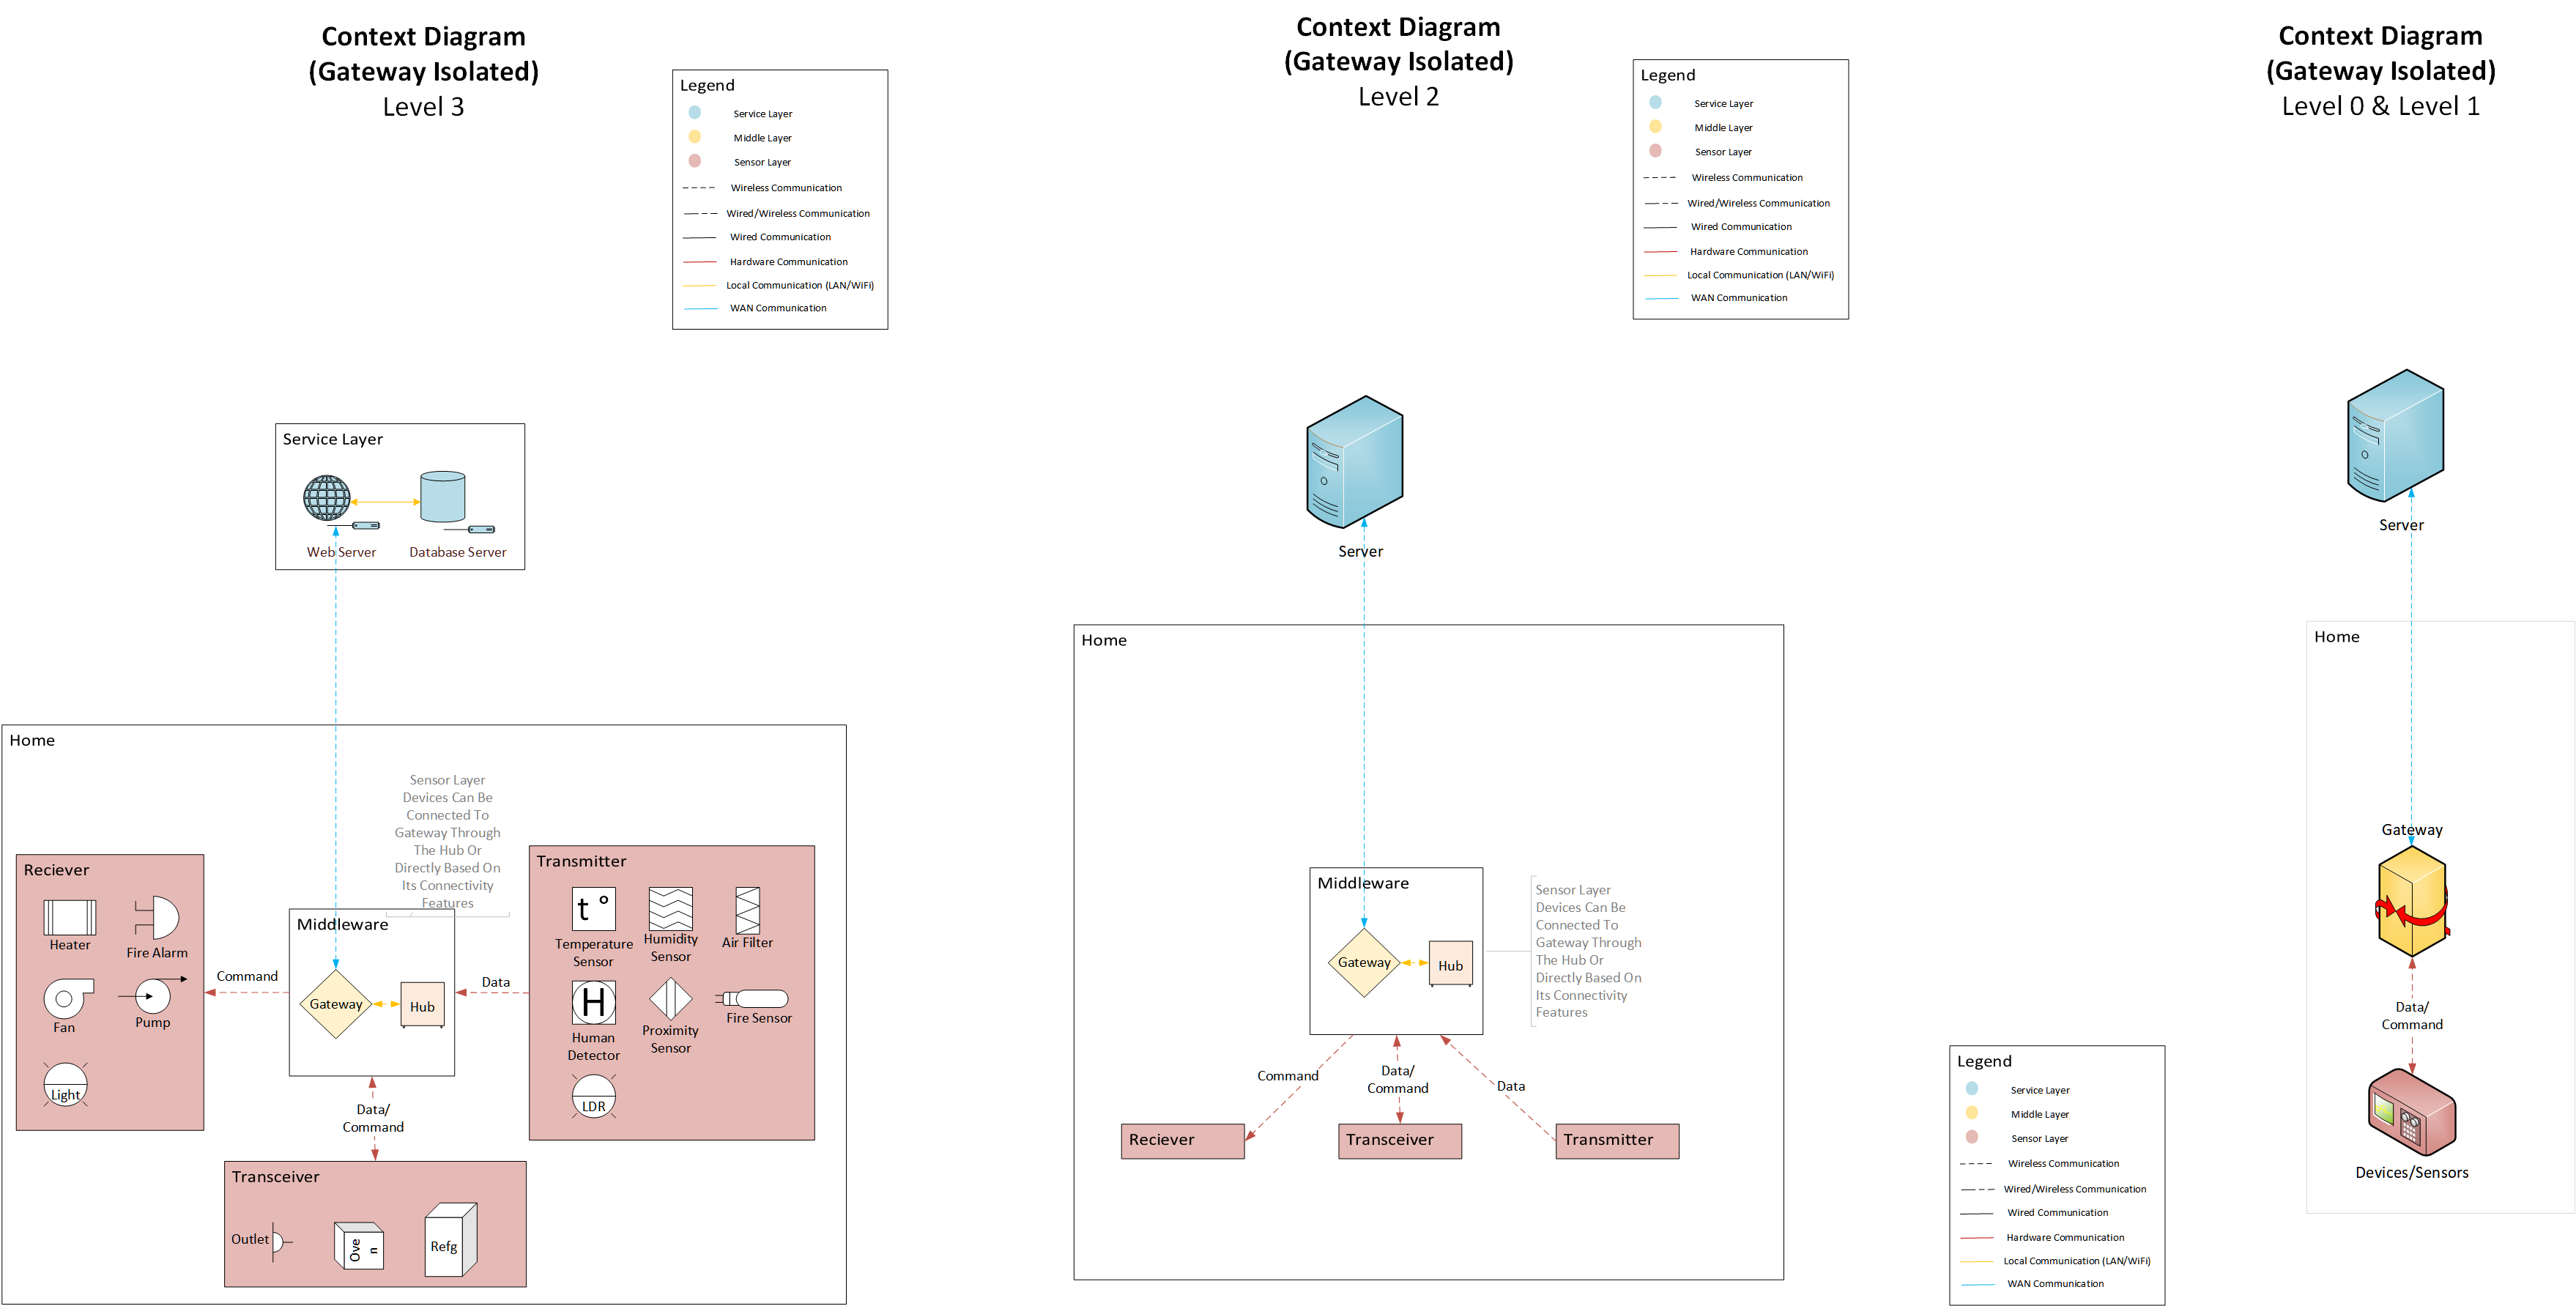 Context Diagram
(Gateway Isolated)
Level 3
Legend
Service Layer
Middle Layer
Sensor Layer
Wireless Communication
Wired/Wireless Communication
Wired Communication
Hardware Communication
Local Communication (LAN/WiFi)
WAN Communication
Service Layer
Web Server
Database Server
Home
Sensor Layer
Devices Can Be
Connected To
Gateway Through
The Hub Or
Directly Based On
Its Connectivity
Features
Reciever
Heater
Fire Alarm
Fan
Pump
Light
Command
Middleware
Gateway
Hub
Data
Transmitter
t °
Temperature
Sensor
Humidity
Sensor
Air Filter
H
Human
Detector
Proximity
Sensor
Fire Sensor
LDR
Data/
Command
Transceiver
Outlet
Ove
n
Refg
Context Diagram
(Gateway Isolated)
Level 2
Legend
Service Layer
Middle Layer
Sensor Layer
Wireless Communication
Wired/Wireless Communication
Wired Communication
Hardware Communication
Local Communication (LAN/WiFi)
WAN Communication
Server
Home
Middleware
Gateway
Hub
Sensor Layer
Devices Can Be
Connected To
Gateway Through
The Hub Or
Directly Based On
Its Connectivity
Features
Command
Data/
Command
Data
Reciever
Transceiver
Transmitter
Context Diagram
(Gateway Isolated)
Level 0 & Level 1
Server
Home
Gateway
Data/
Command
Devices/Sensors
Legend
Service Layer
Middle Layer
Sensor Layer
Wireless Communication
Wired/Wireless Communication
Wired Communication
Hardware Communication
Local Communication (LAN/WiFi)
WAN Communication